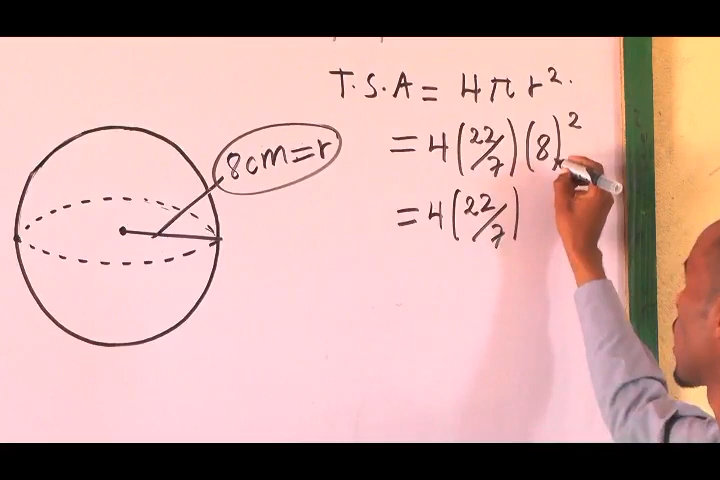 T.S.A = 4πr².
= 4(22/7)(8)²
8cm=r
= 4(22/7)